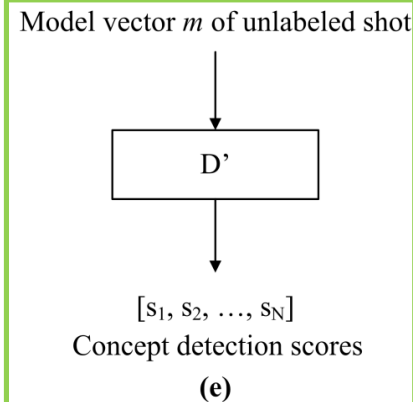 Model vector m of unlabeled shot
D’
[s₁, s₂, …, sN]
Concept detection scores
(e)